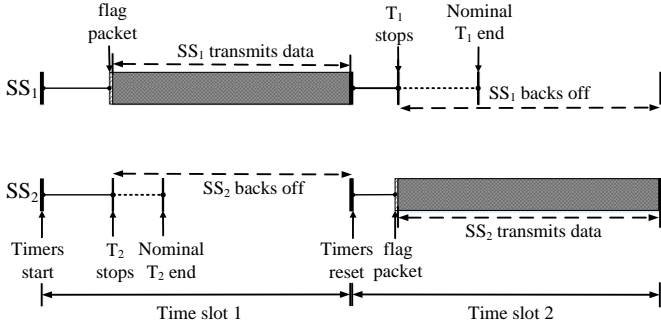 flag
packet
SS1 transmits data
T1
stops
Nominal
T1 end
SS1
SS1 backs off
SS2
SS2 backs off
SS2 transmits data
Timers
start
T2
stops
Nominal
T2 end
Timers
reset
flag
packet
Time slot 1
Time slot 2